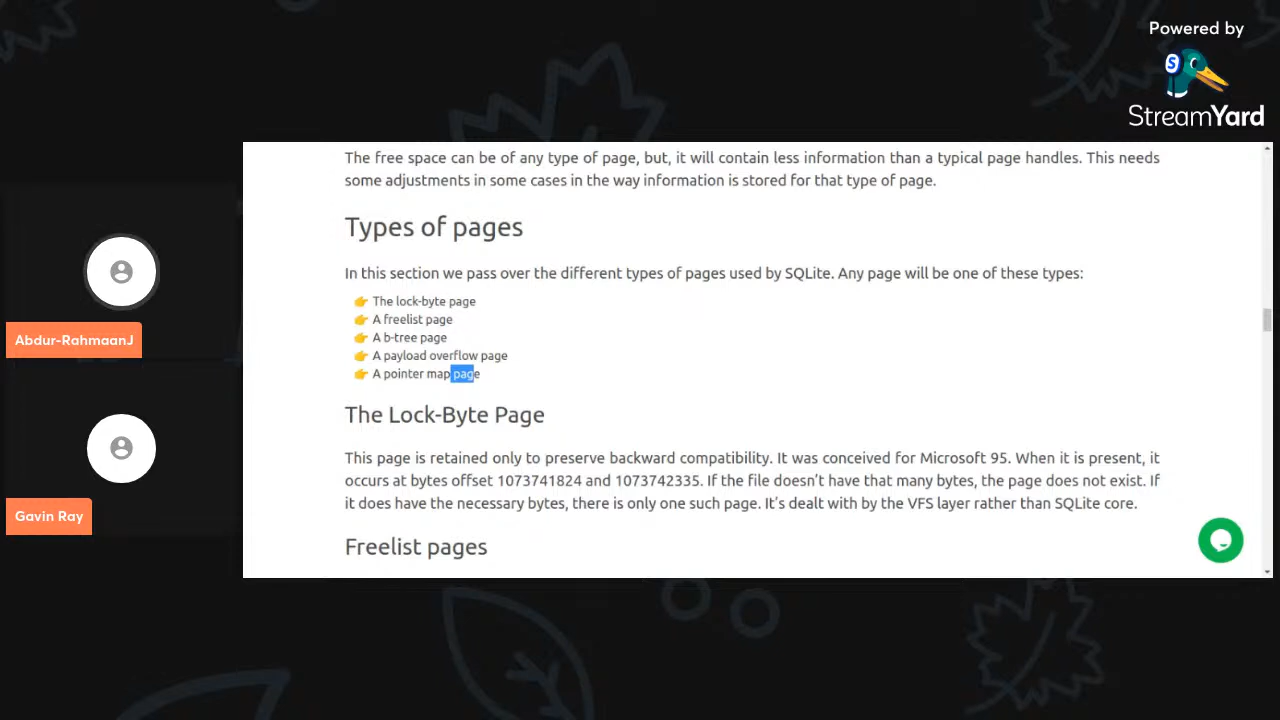 Powered by
StreamYard
The free space can be of any type of page, but, it will contain less information than a typical page handles. This needs
some adjustments in some cases in the way information is stored for that type of page.
Types of pages
In this section we pass over the different types of pages used by SQLite. Any page will be one of these types:
👉 The lock-byte page
👉 A freelist page
👉 A b-tree page
👉 A payload overflow page
👉 A pointer map page
The Lock-Byte Page
This page is retained only to preserve backward compatibility. It was conceived for Microsoft 95. When it is present, it
occurs at bytes offset 1073741824 and 1073742335. If the file doesn't have that many bytes, the page does not exist. If
it does have the necessary bytes, there is only one such page. It's dealt with by the VFS layer rather than SQLite core.
Freelist pages
Abdur-RahmaanJ
Gavin Ray